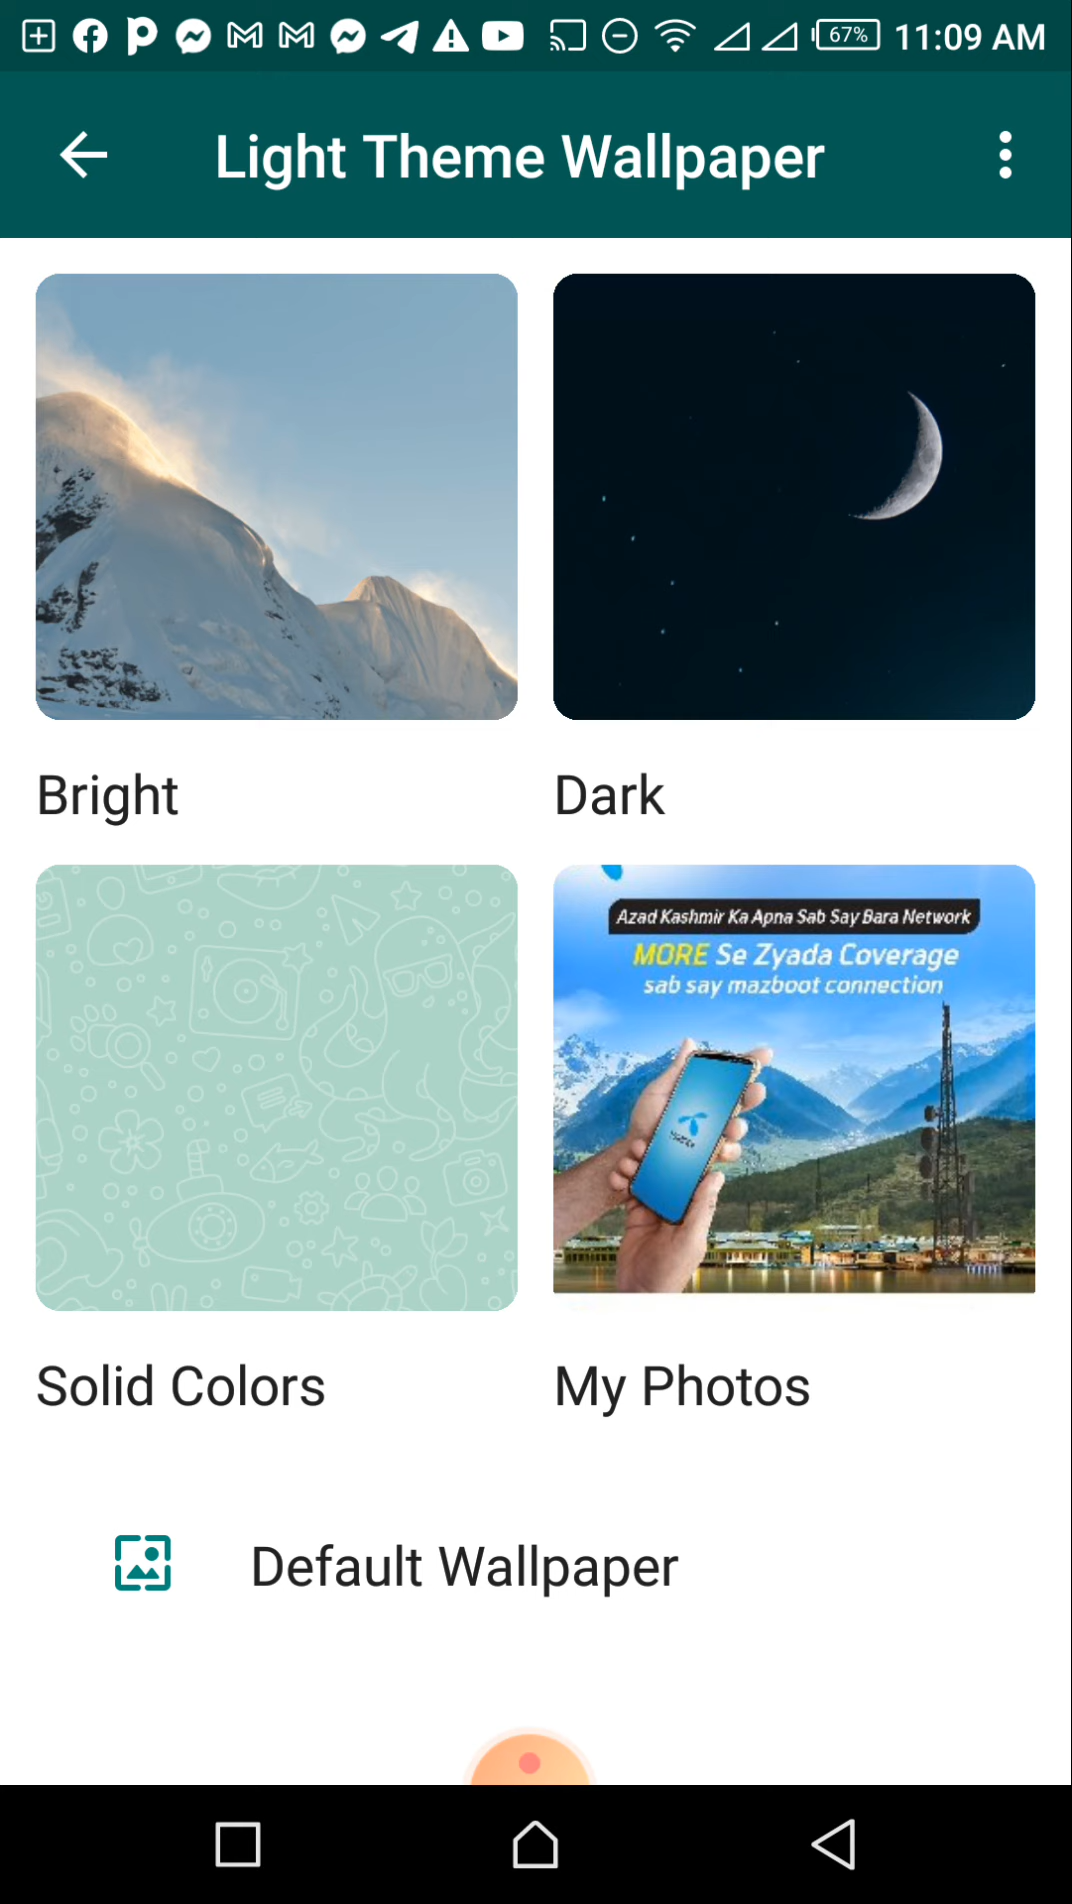 67% 11:09 AM
Light Theme Wallpaper
Bright
Dark
Azad Kashmir Ka Apna Sab Say Bara Network
MORE Se Zyada Coverage
sab say mazboot connection
Solid Colors
My Photos
Default Wallpaper